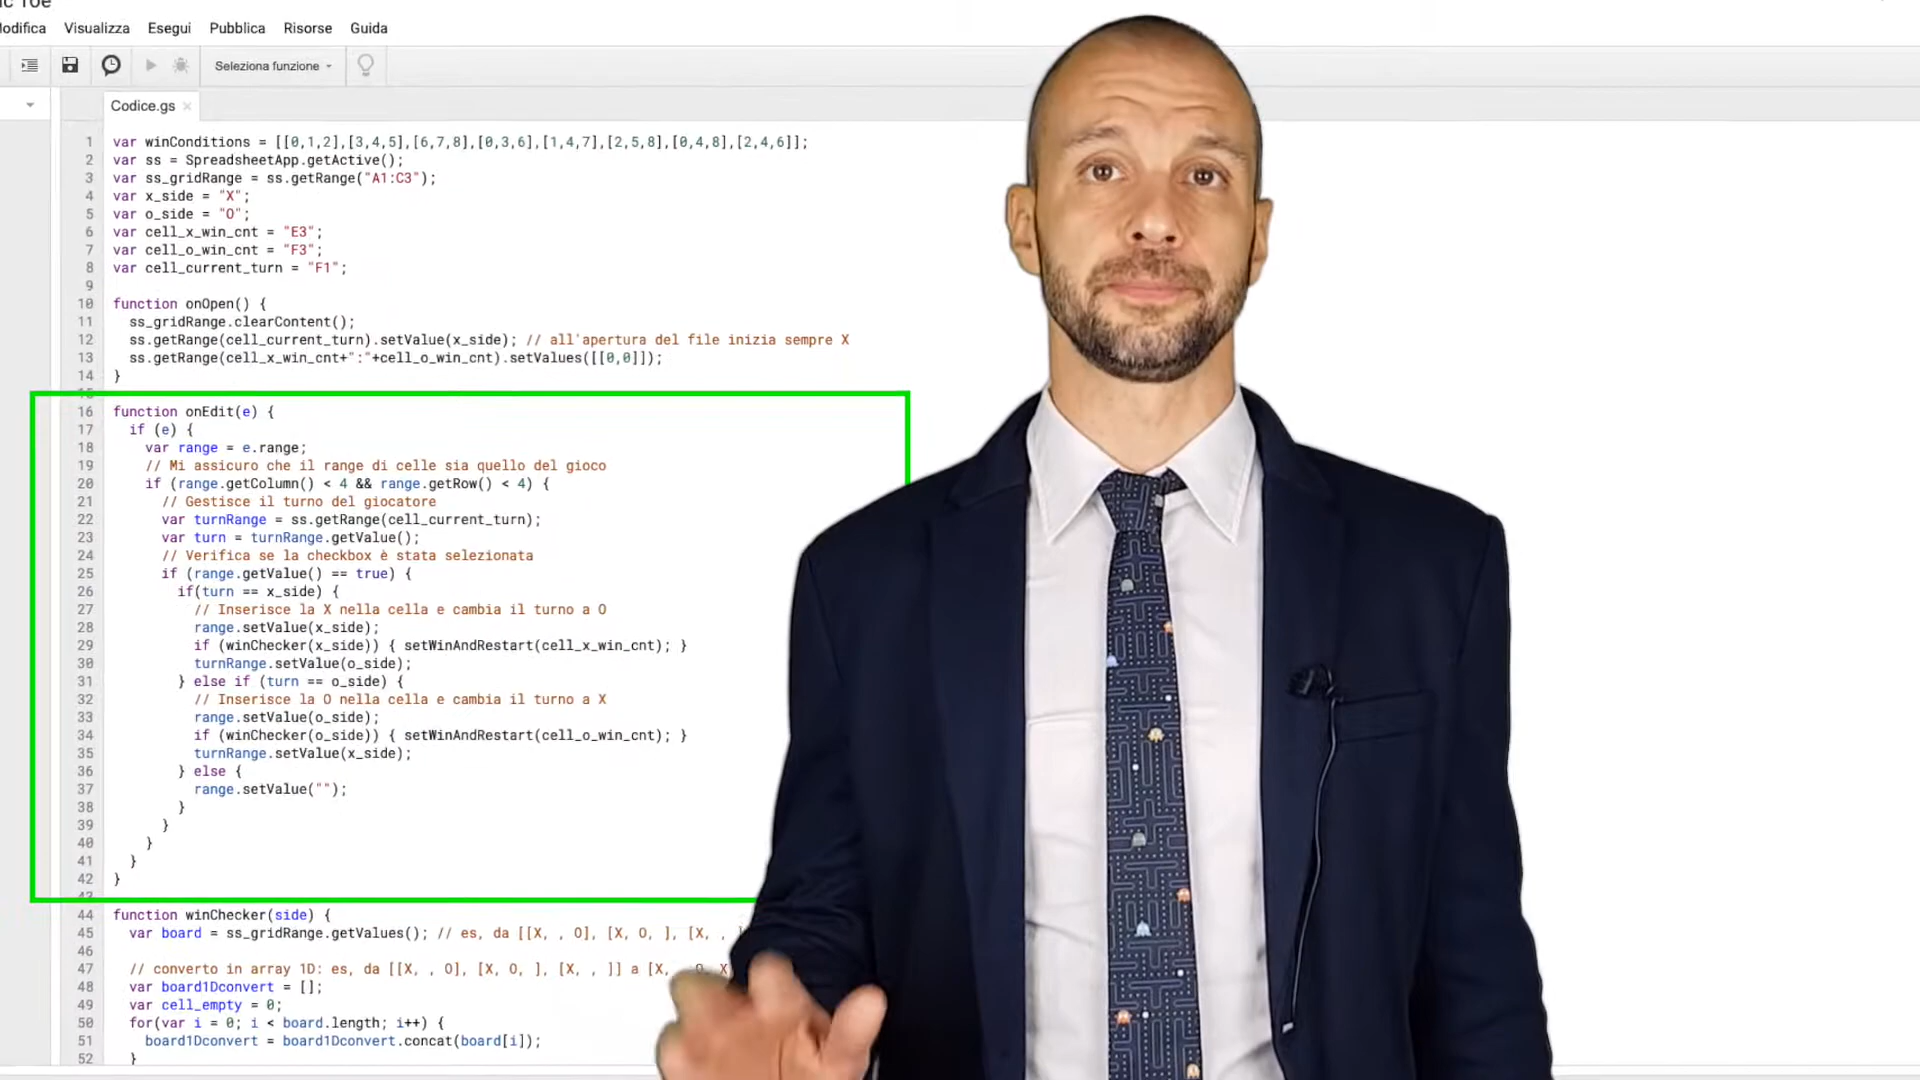 Toe
Modifica Visualizza Esegui Pubblica Risorse Guida
Seleziona funzione
Codice.gs ×
1 var winConditions = [[0,1,2],[3,4,5],[6,7,8],[0,3,6],[1,4,7],[2,5,8],[0,4,8],[2,4,6]];
2 var ss = SpreadsheetApp.getActive();
3 var ss_gridRange = ss.getRange("A1:C3");
4 var x_side = "X";
5 var o_side = "O";
6 var cell_x_win_cnt = "E3";
7 var cell_o_win_cnt = "F3";
8 var cell_current_turn = "F1";
9
10 function onOpen() {
11 ss_gridRange.clearContent();
12 ss.getRange(cell_current_turn).setValue(x_side); // all'apertura del file inizia sempre X
13 ss.getRange(cell_x_win_cnt+":"+cell_o_win_cnt).setValues([[0,0]]);
14 }
16 function onEdit(e) {
17 if (e) {
18 var range = e.range;
19 // Mi assicuro che il range di celle sia quello del gioco
20 if (range.getColumn() < 4 && range.getRow() < 4) {
21 // Gestisce il turno del giocatore
22 var turnRange = ss.getRange(cell_current_turn);
23 var turn = turnRange.getValue();
24 // Verifica se la checkbox è stata selezionata
25 if (range.getValue() == true) {
26 if(turn == x_side) {
27 // Inserisce la X nella cella e cambia il turno a O
28 range.setValue(x_side);
29 if (winChecker(x_side)) { setWinAndRestart(cell_x_win_cnt); }
30 turnRange.setValue(o_side);
31 } else if (turn == o_side) {
32 // Inserisce la O nella cella e cambia il turno a X
33 range.setValue(o_side);
34 if (winChecker(o_side)) { setWinAndRestart(cell_o_win_cnt); }
35 turnRange.setValue(x_side);
36 } else {
37 range.setValue("");
38 }
39 }
40 }
41 }
42 }
44 function winChecker(side) {
45 var board = ss_gridRange.getValues(); // es, da [[X, , O], [X, O, ], [X, ,
46
47 // converto in array 1D: es, da [[X, , O], [X, O, ], [X, , ]] a [X, O, X
48 var board1Dconvert = [];
49 var cell_empty = 0;
50 for(var i = 0; i < board.length; i++) {
51 board1Dconvert = board1Dconvert.concat(board[i]);
52 }